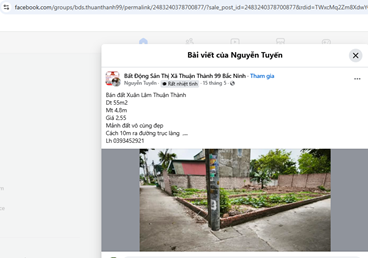 facebook.com/groups/bds.thuanthanh99/permalink/2483240378700877/?sale_post_id=2483240378700877&rdid=TWxcMq2Zm8XdwY
Bài viết của Nguyễn Tuyến
Bất Động Sản Thị Xã Thuận Thành 99 Bắc Ninh · Tham gia
Nguyễn Tuyến · Rất nhiệt tình · 15 tháng 5 ·
Bán đất Xuân Lâm Thuận Thành
Dt 55m2
Mt 4,8m
Giá 2,55
Mảnh đất vô cùng đẹp
Cách 10m ra đường trục làng ....
Lh 0393452921